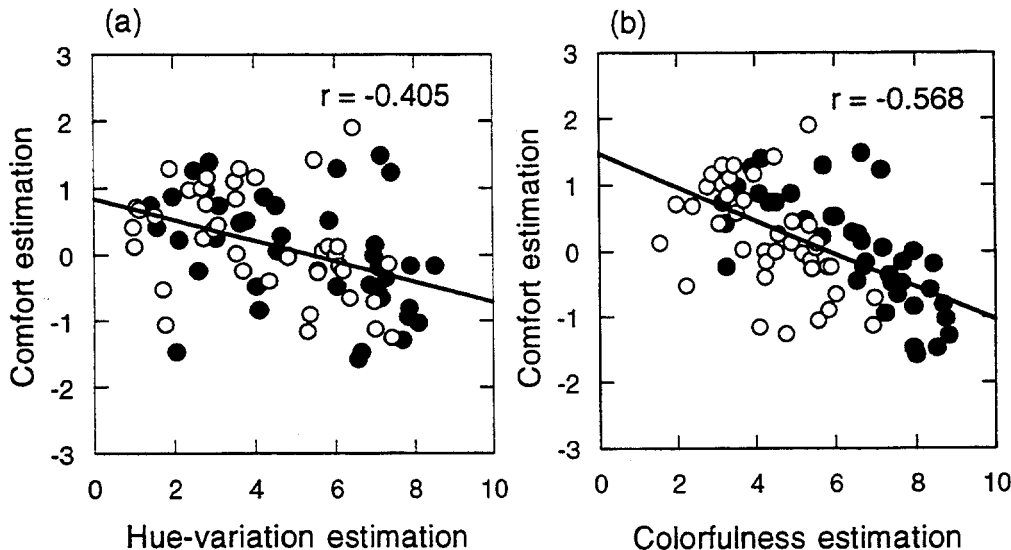 (a)
r = -0.405
Comfort estimation
3
2
1
0
-1
-2
-3
0 2 4 6 8 10
Hue-variation estimation
(b)
r = -0.568
Comfort estimation
3
2
1
0
-1
-2
-3
0 2 4 6 8 10
Colorfulness estimation